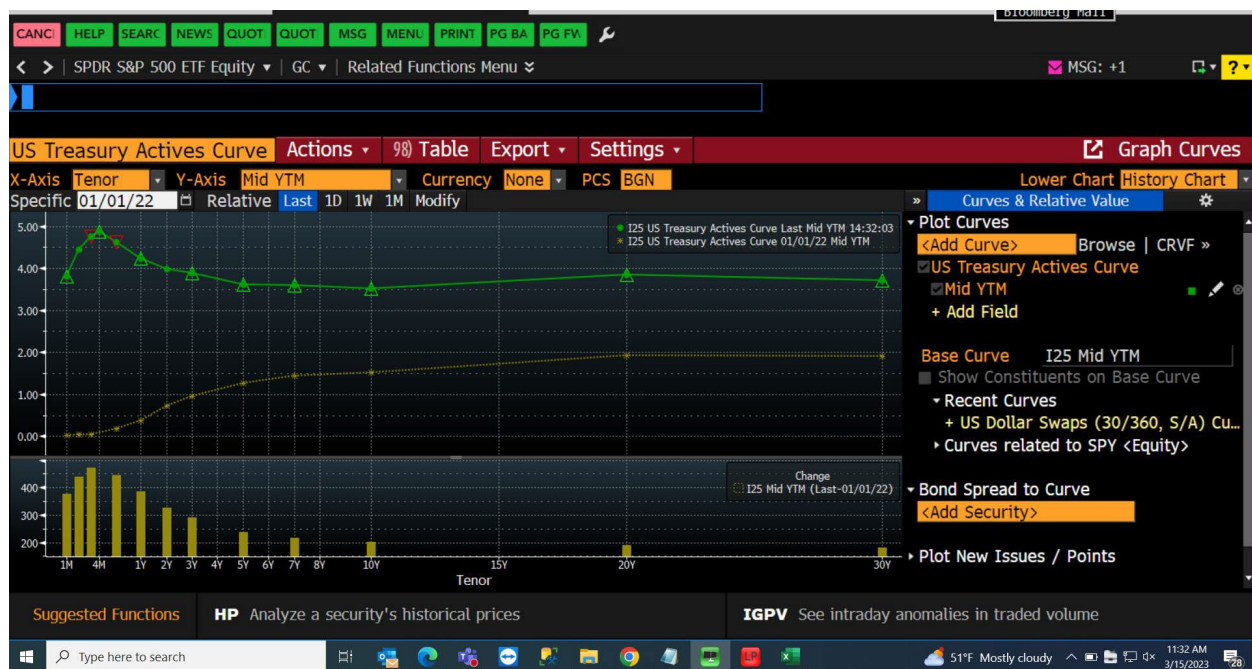 Bloomberg Mail
CANC HELP SEARC NEWS QUOT QUOT MSG MENU PRINT PG BA PG FW
< > SPDR S&P 500 ETF Equity ▾ GC ▾ Related Functions Menu MSG: +1 ?
US Treasury Actives Curve Actions 98) Table Export Settings Graph Curves
X-Axis Tenor Y-Axis Mid YTM Currency None PCS BGN Lower Chart History Chart
Specific 01/01/22 Relative Last 1D 1W 1M Modify » Curves & Relative Value
Plot Curves
<Add Curve> Browse | CRVF »
US Treasury Actives Curve
Mid YTM
+ Add Field
Base Curve I25 Mid YTM
Show Constituents on Base Curve
Recent Curves
+ US Dollar Swaps (30/360, S/A) Cu...
Curves related to SPY <Equity>
Bond Spread to Curve
<Add Security>
Plot New Issues / Points
I25 US Treasury Actives Curve Last Mid YTM 14:32:03
I25 US Treasury Actives Curve 01/01/22 Mid YTM
5.00
4.00
3.00
2.00
1.00
0.00
Change
I25 Mid YTM (Last-01/01/22)
400
300
200
1M 4M 1Y 2Y 3Y 4Y 5Y 6Y 7Y 8Y 10Y 15Y 20Y 30Y
Tenor
Suggested Functions HP Analyze a security's historical prices IGPV See intraday anomalies in traded volume
Type here to search LP 51°F Mostly cloudy 11:32 AM
3/15/2023